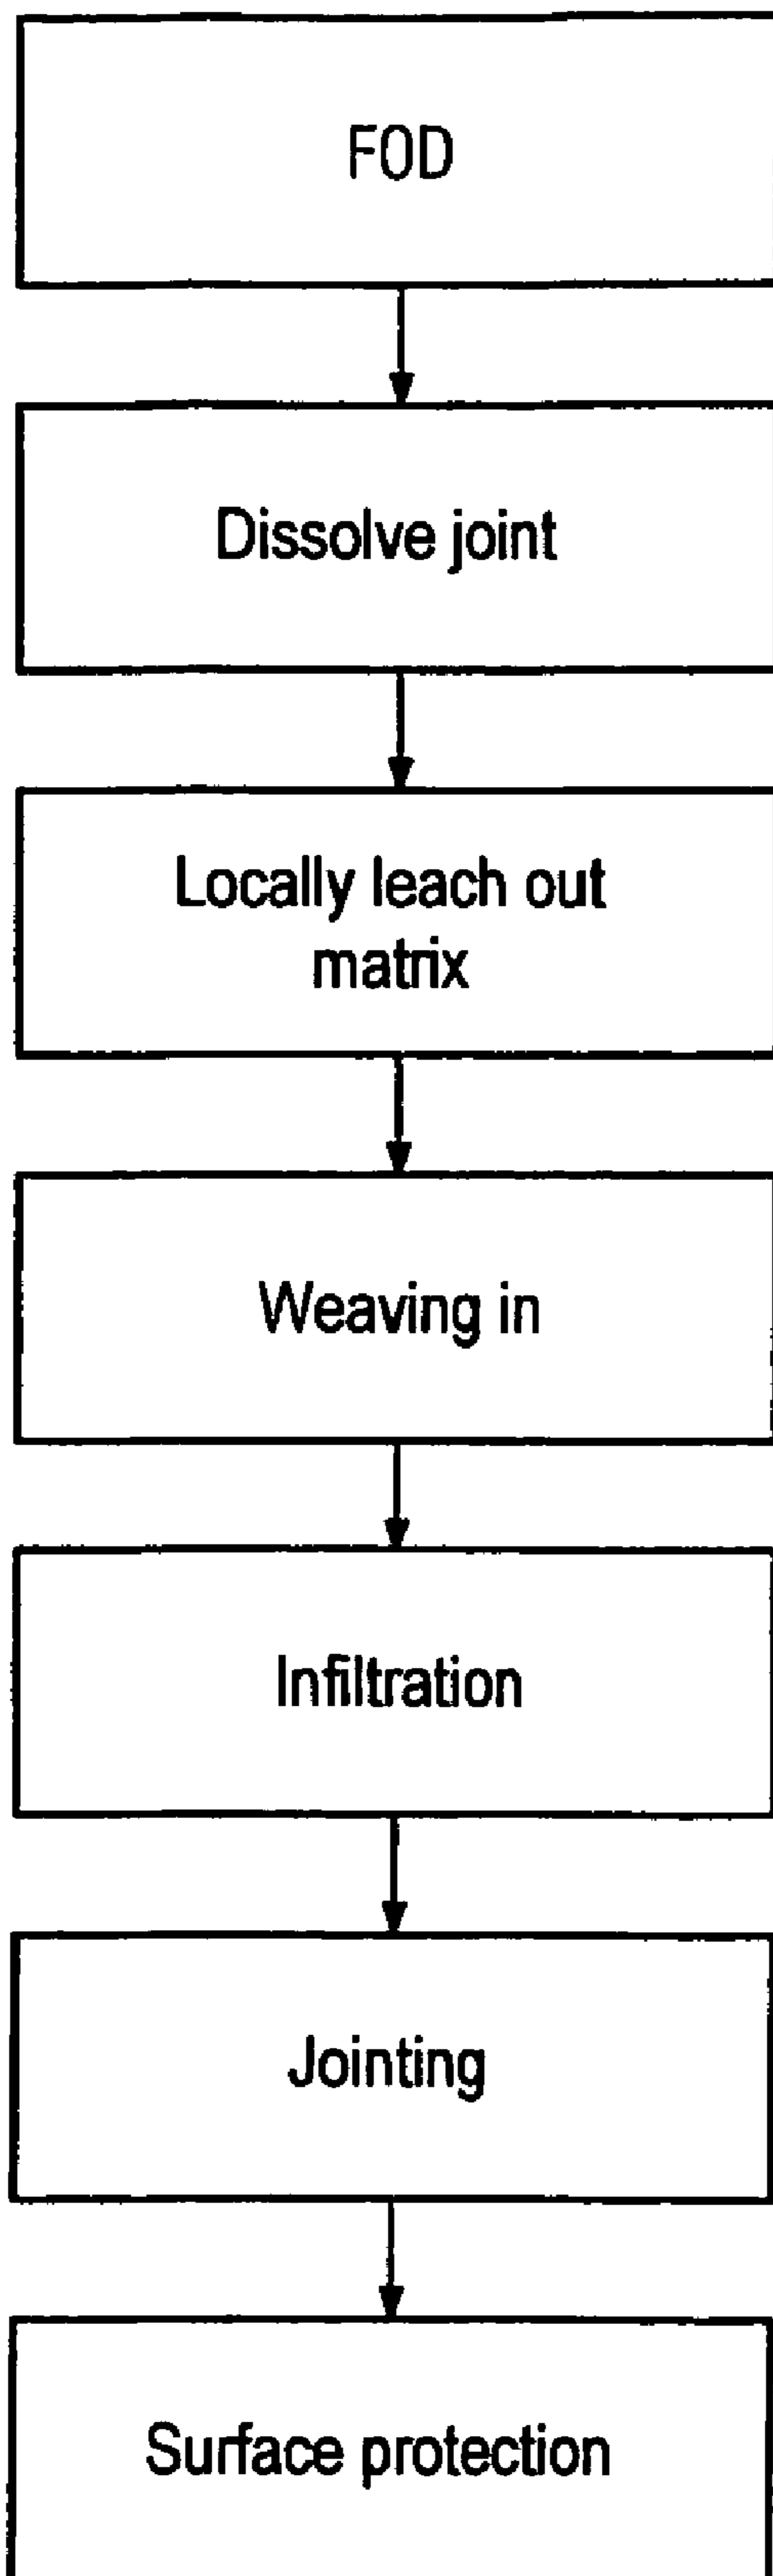 FOD
Dissolve joint
Locally leach out
matrix
Weaving in
Infiltration
Jointing
Surface protection